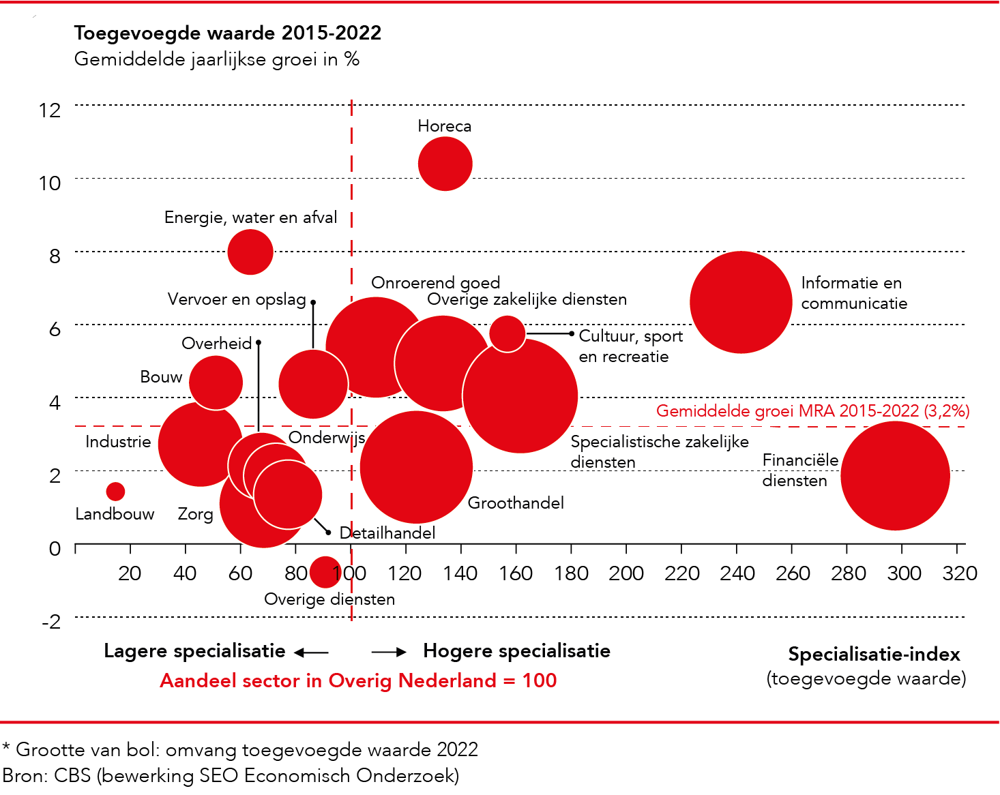 Toegevoegde waarde 2015-2022
Gemiddelde jaarlijkse groei in %
12
Horeca
10
Energie, water en afval
8
Onroerend goed
Informatie en
communicatie
Vervoer en opslag
Overige zakelijke diensten
6
Cultuur, sport
en recreatie
Overheid
Bouw
4
Gemiddelde groei MRA 2015-2022 (3,2%)
Industrie
Onderwijs
Specialistische zakelijke
diensten
Financiële
diensten
2
Landbouw
Zorg
Groothandel
Detailhandel
0
20 40 60 80 100 120 140 160 180 200 220 240 260 280 300 320
Overige diensten
-2
Lagere specialisatie
Hogere specialisatie
Aandeel sector in Overig Nederland = 100
Specialisatie-index
(toegevoegde waarde)
* Grootte van bol: omvang toegevoegde waarde 2022
Bron: CBS (bewerking SEO Economisch Onderzoek)